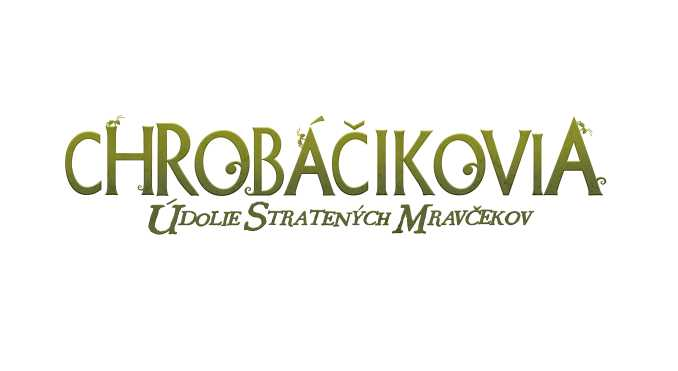 CHROBÁČIKOVIA
ÚDOLIE STRATENÝCH MRAVČEKOV